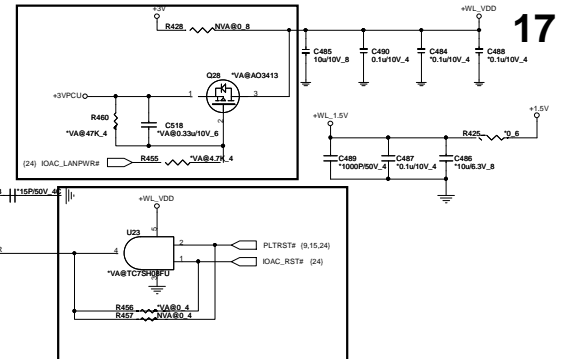 17
+3V
+WL_VDD
R428 NVA@0_8
C485
10u/10V_8
C490
0.1u/10V_4
C484
*0.1u/10V_4
C488
*0.1u/10V_4
Q28 *VA@AO3413
+3VPCU
1
3
2
R460
*VA@47K_4
C518
*VA@0.33u/10V_6
(24) IOAC_LANPWR#
R455 *VA@4.7K_4
+WL_1.5V
+1.5V
R425 *0_6
C489
*1000P/50V_4
C487
*0.1u/10V_4
C486
*10u/6.3V_8
*15P/50V_4C
+WL_VDD
U23
5
4
2
1
PLTRST# (9,15,24)
IOAC_RST# (24)
*VA@TC7SH08FU
R456 *VA@0_4
R457 NVA@0_4